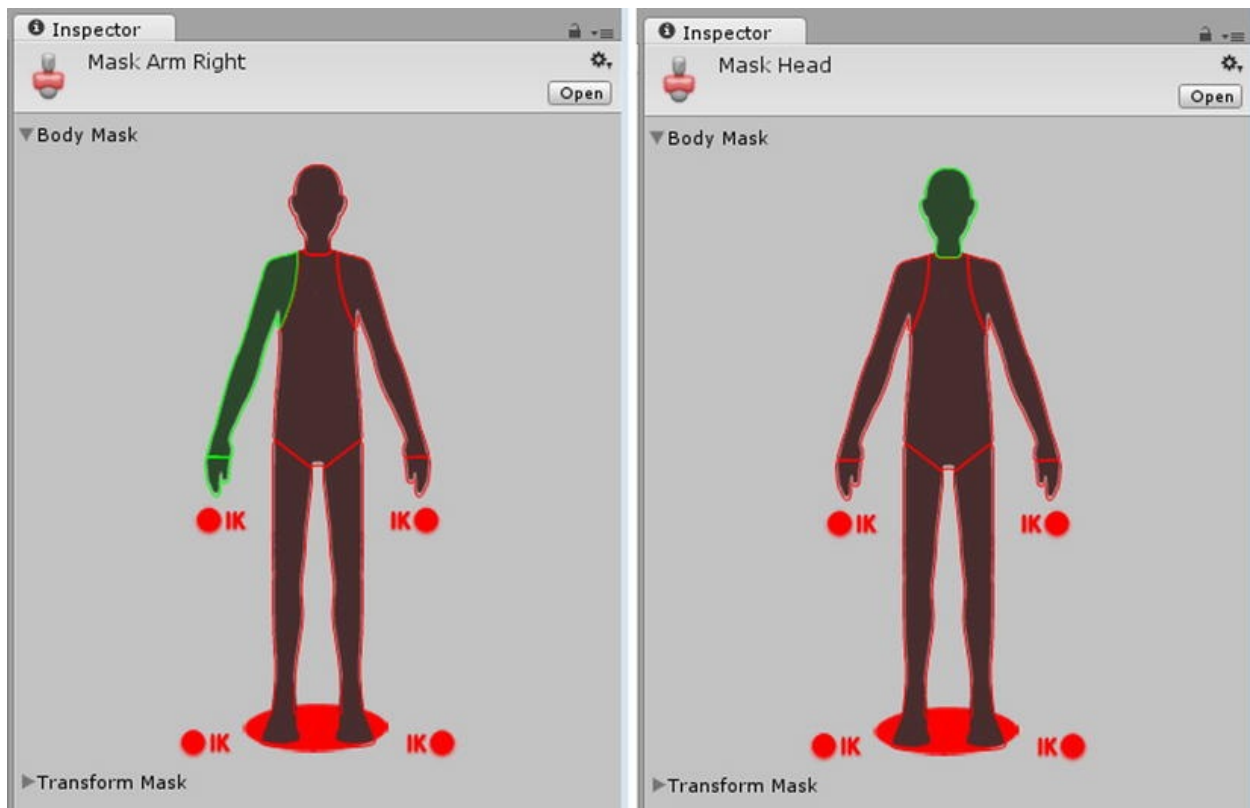 Inspector
Mask Arm Right
Open
Body Mask
IK IK
IK IK
Transform Mask
Inspector
Mask Head
Open
Body Mask
IK IK
IK IK
Transform Mask